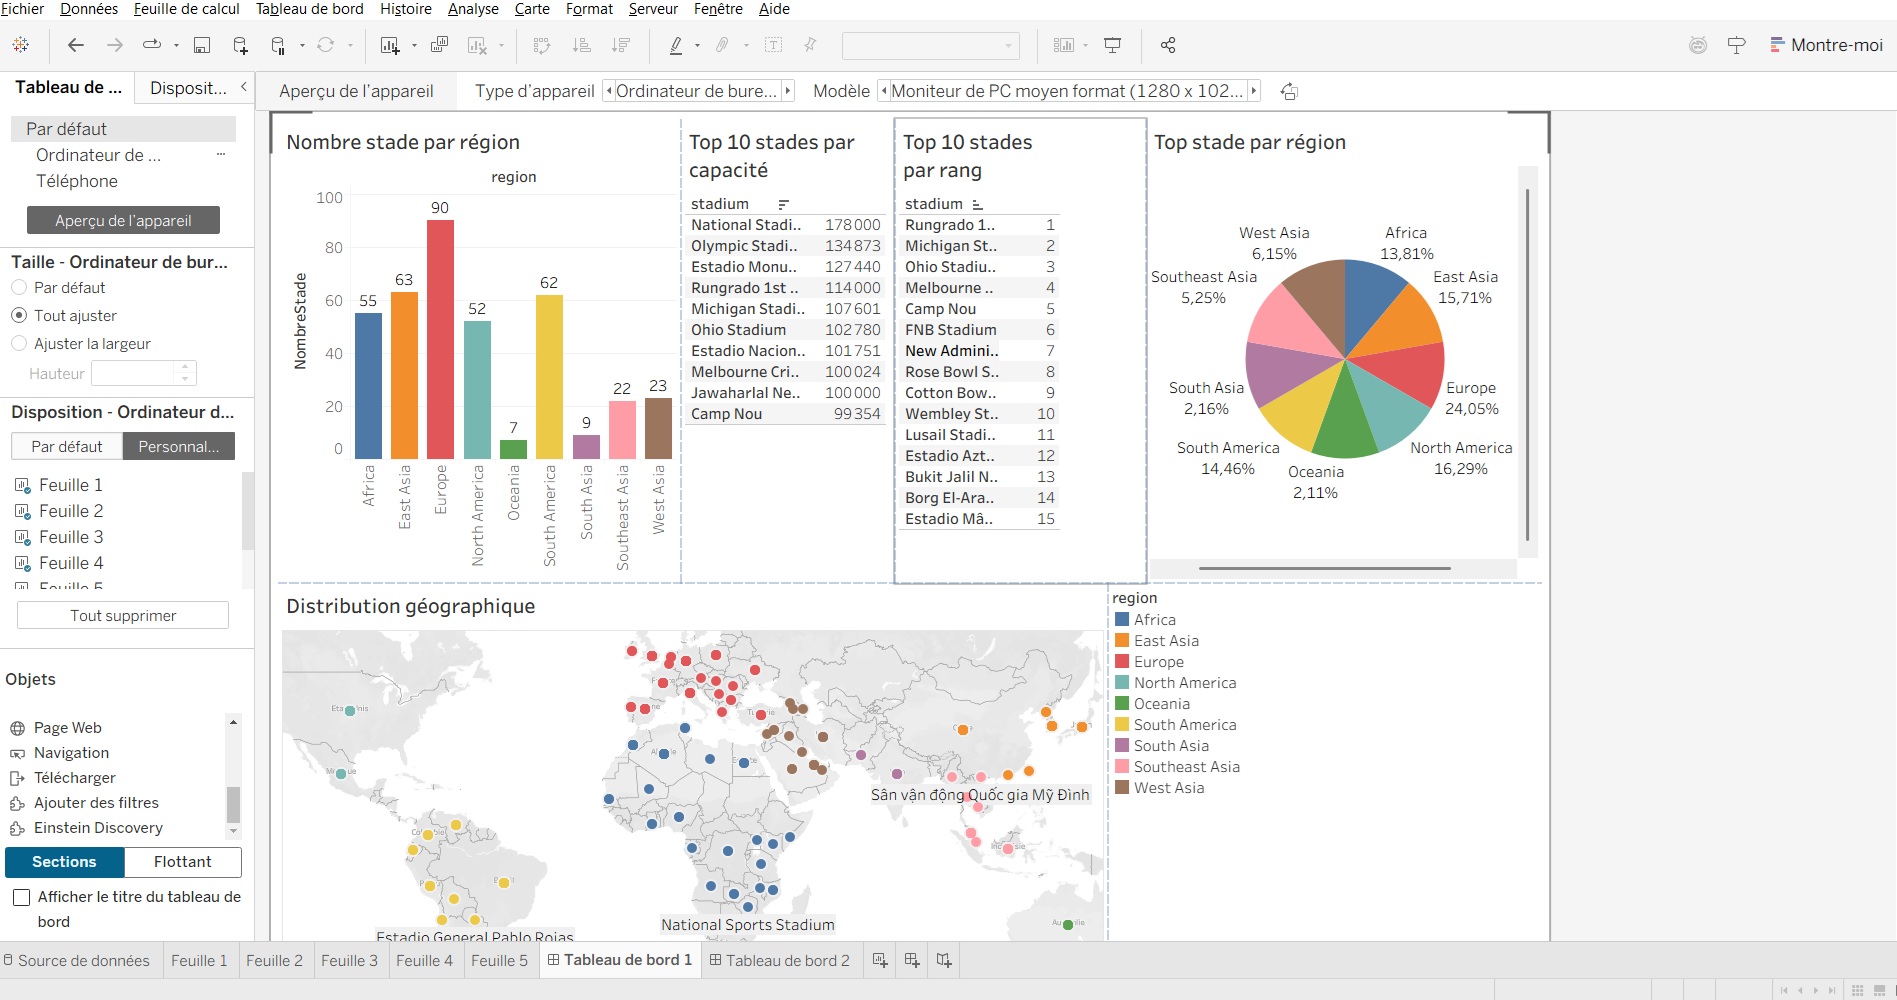 Fichier Données Feuille de calcul Tableau de bord Histoire Analyse Carte Format Serveur Fenêtre Aide
Montre-moi
Tableau de ... Disposit...
Aperçu de l'appareil Type d'appareil Ordinateur de bure... Modèle Moniteur de PC moyen format (1280 x 102...
Par défaut
Ordinateur de ...
Téléphone
Aperçu de l'appareil
Taille - Ordinateur de bur...
Par défaut
Tout ajuster
Ajuster la largeur
Hauteur
Disposition - Ordinateur d...
Par défaut Personnal...
Feuille 1
Feuille 2
Feuille 3
Feuille 4
Feuille 5
Tout supprimer
Objets
Page Web
Navigation
Télécharger
Ajouter des filtres
Einstein Discovery
Sections Flottant
Afficher le titre du tableau de
bord
Nombre stade par région
region
NombreStade
100
80
60
40
20
0
55 63 90 52 7 62 9 22 23
Africa
East Asia
Europe
North America
Oceania
South America
South Asia
Southeast Asia
West Asia
Top 10 stades par
capacité
stadium
National Stadi.. 178 000
Olympic Stadi.. 134 873
Estadio Monu.. 127 440
Rungrado 1st .. 114 000
Michigan Stadi.. 107 601
Ohio Stadium 102 780
Estadio Nacion.. 101 751
Melbourne Cri.. 100 024
Jawaharlal Ne.. 100 000
Camp Nou 99 354
Top 10 stades
par rang
stadium
Rungrado 1.. 1
Michigan St.. 2
Ohio Stadiu.. 3
Melbourne .. 4
Camp Nou 5
FNB Stadium 6
New Admini.. 7
Rose Bowl S.. 8
Cotton Bow.. 9
Wembley St.. 10
Lusail Stadi.. 11
Estadio Azt.. 12
Bukit Jalil N.. 13
Borg El-Ara.. 14
Estadio Mâ.. 15
Top stade par région
West Asia
6,15%
Africa
13,81%
Southeast Asia
5,25%
East Asia
15,71%
South Asia
2,16%
Europe
24,05%
South America
14,46%
North America
16,29%
Oceania
2,11%
Distribution géographique
Sân vận động Quốc gia Mỹ Đình
National Sports Stadium
Estadio General Pablo Rojas
region
Africa
East Asia
Europe
North America
Oceania
South America
South Asia
Southeast Asia
West Asia
Source de données Feuille 1 Feuille 2 Feuille 3 Feuille 4 Feuille 5 Tableau de bord 1 Tableau de bord 2